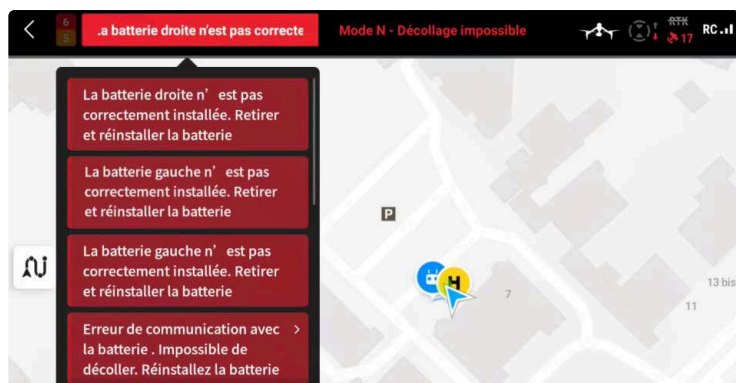 6
5
.a batterie droite n'est pas correcte
Mode N - Décollage impossible
RTK
17
RC
La batterie droite n’ est pas
correctement installée. Retirer
et réinstaller la batterie
La batterie gauche n’ est pas
correctement installée. Retirer
et réinstaller la batterie
La batterie gauche n’ est pas
correctement installée. Retirer
et réinstaller la batterie
Erreur de communication avec
la batterie . Impossible de
décoller. Réinstallez la batterie
P
H
7
13 bis
11